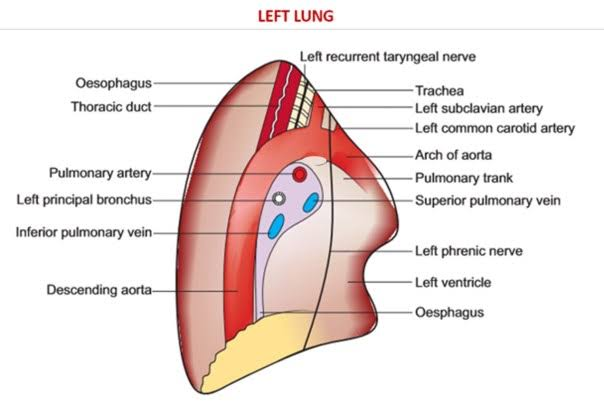 LEFT LUNG
Left recurrent taryngeal nerve
Oesophagus
Thoracic duct
Trachea
Left subclavian artery
Left common carotid artery
Arch of aorta
Pulmonary artery
Pulmonary trank
Left principal bronchus
Superior pulmonary vein
Inferior pulmonary vein
Left phrenic nerve
Descending aorta
Left ventricle
Oesphagus